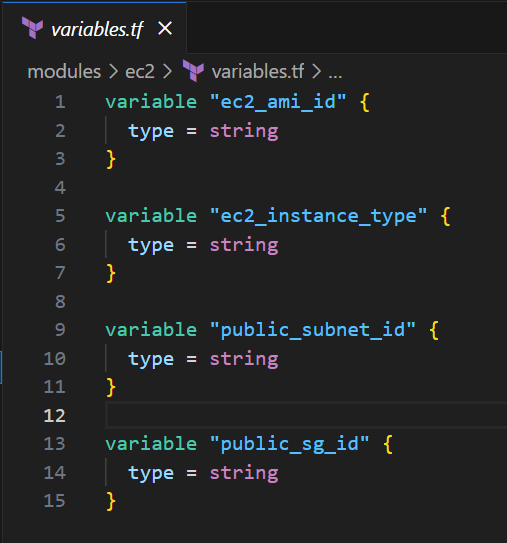 variables.tf ×
modules > ec2 > variables.tf > ...
1 variable "ec2_ami_id" {
2   type = string
3 }
4
5 variable "ec2_instance_type" {
6   type = string
7 }
8
9 variable "public_subnet_id" {
10   type = string
11 }
12
13 variable "public_sg_id" {
14   type = string
15 }